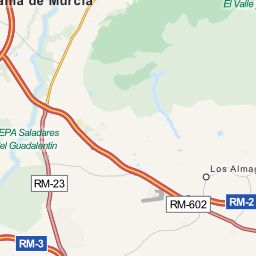 ama de Murcia
El Valle y
EPA Saladares
del Guadalentín
Los Almag
RM-23
RM-602
RM-2
RM-3